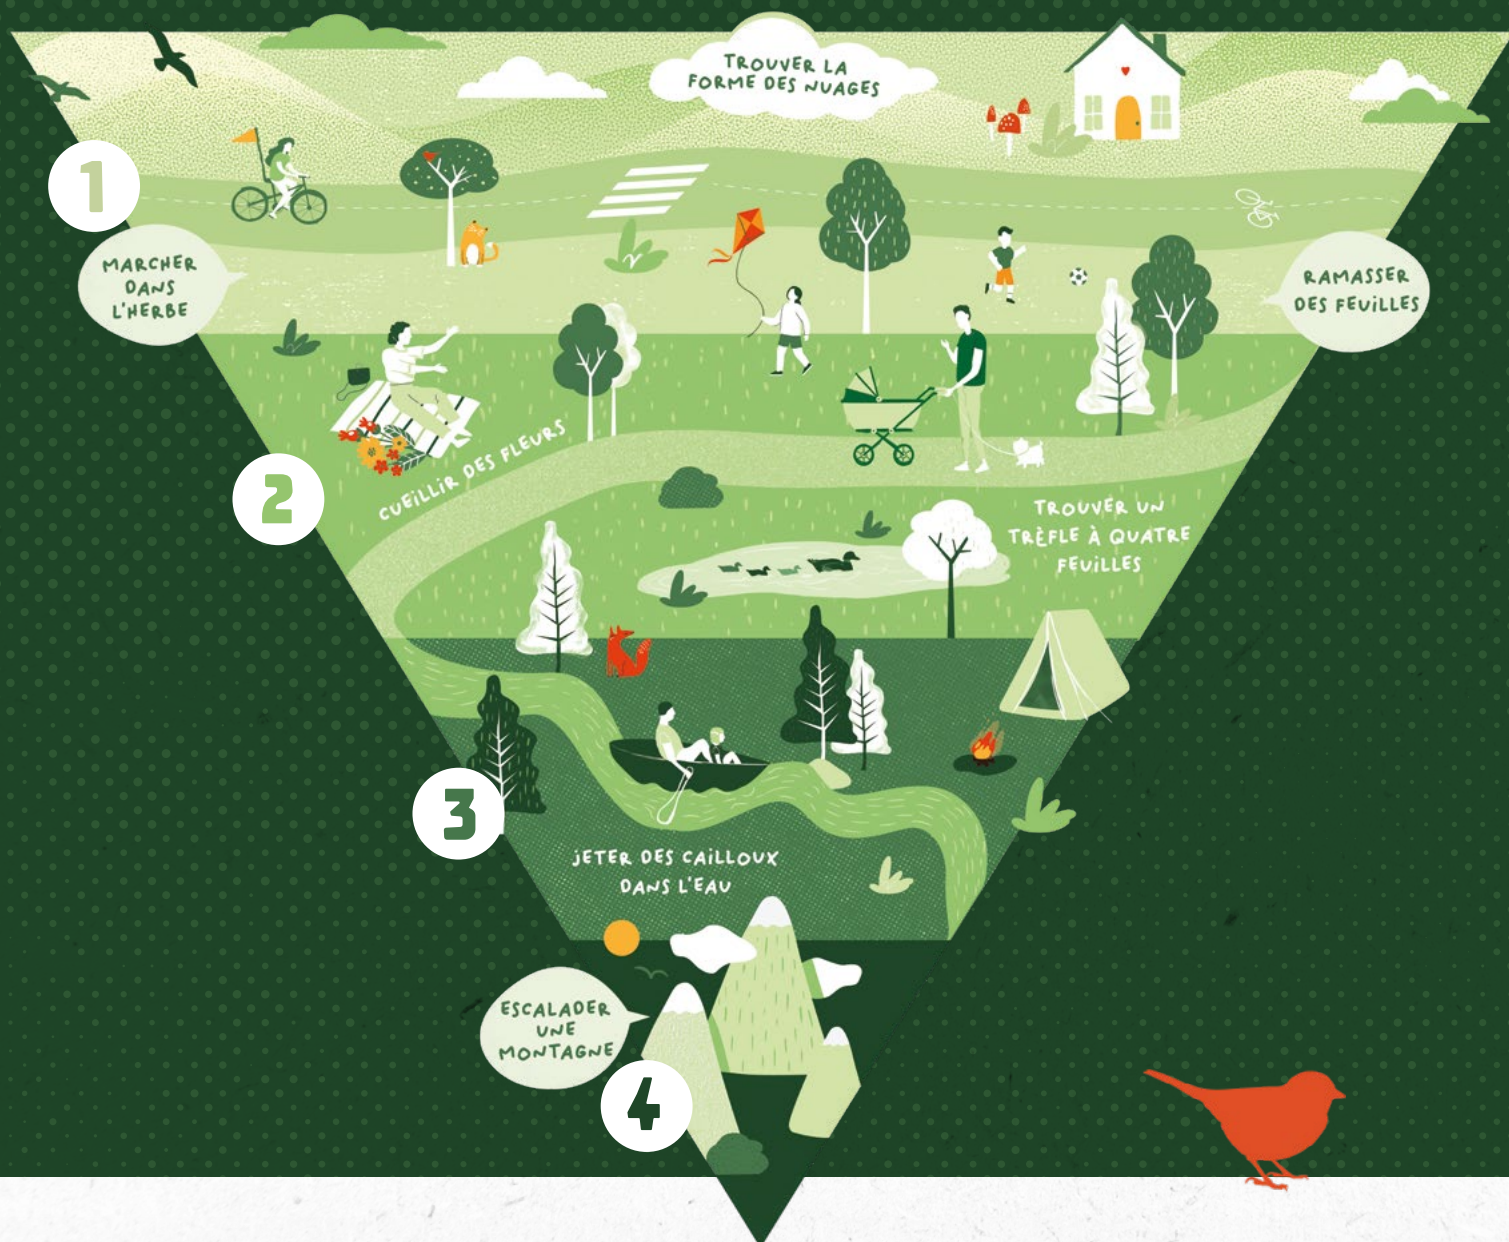 TROUVER LA
FORME DES NUAGES
1
MARCHER
DANS
L'HERBE
RAMASSER
DES FEUILLES
2
CUEILLIR DES FLEURS
TROUVER UN
TRÈFLE À QUATRE
FEUILLES
3
JETER DES CAILLOUX
DANS L'EAU
ESCALADER
UNE
MONTAGNE
4